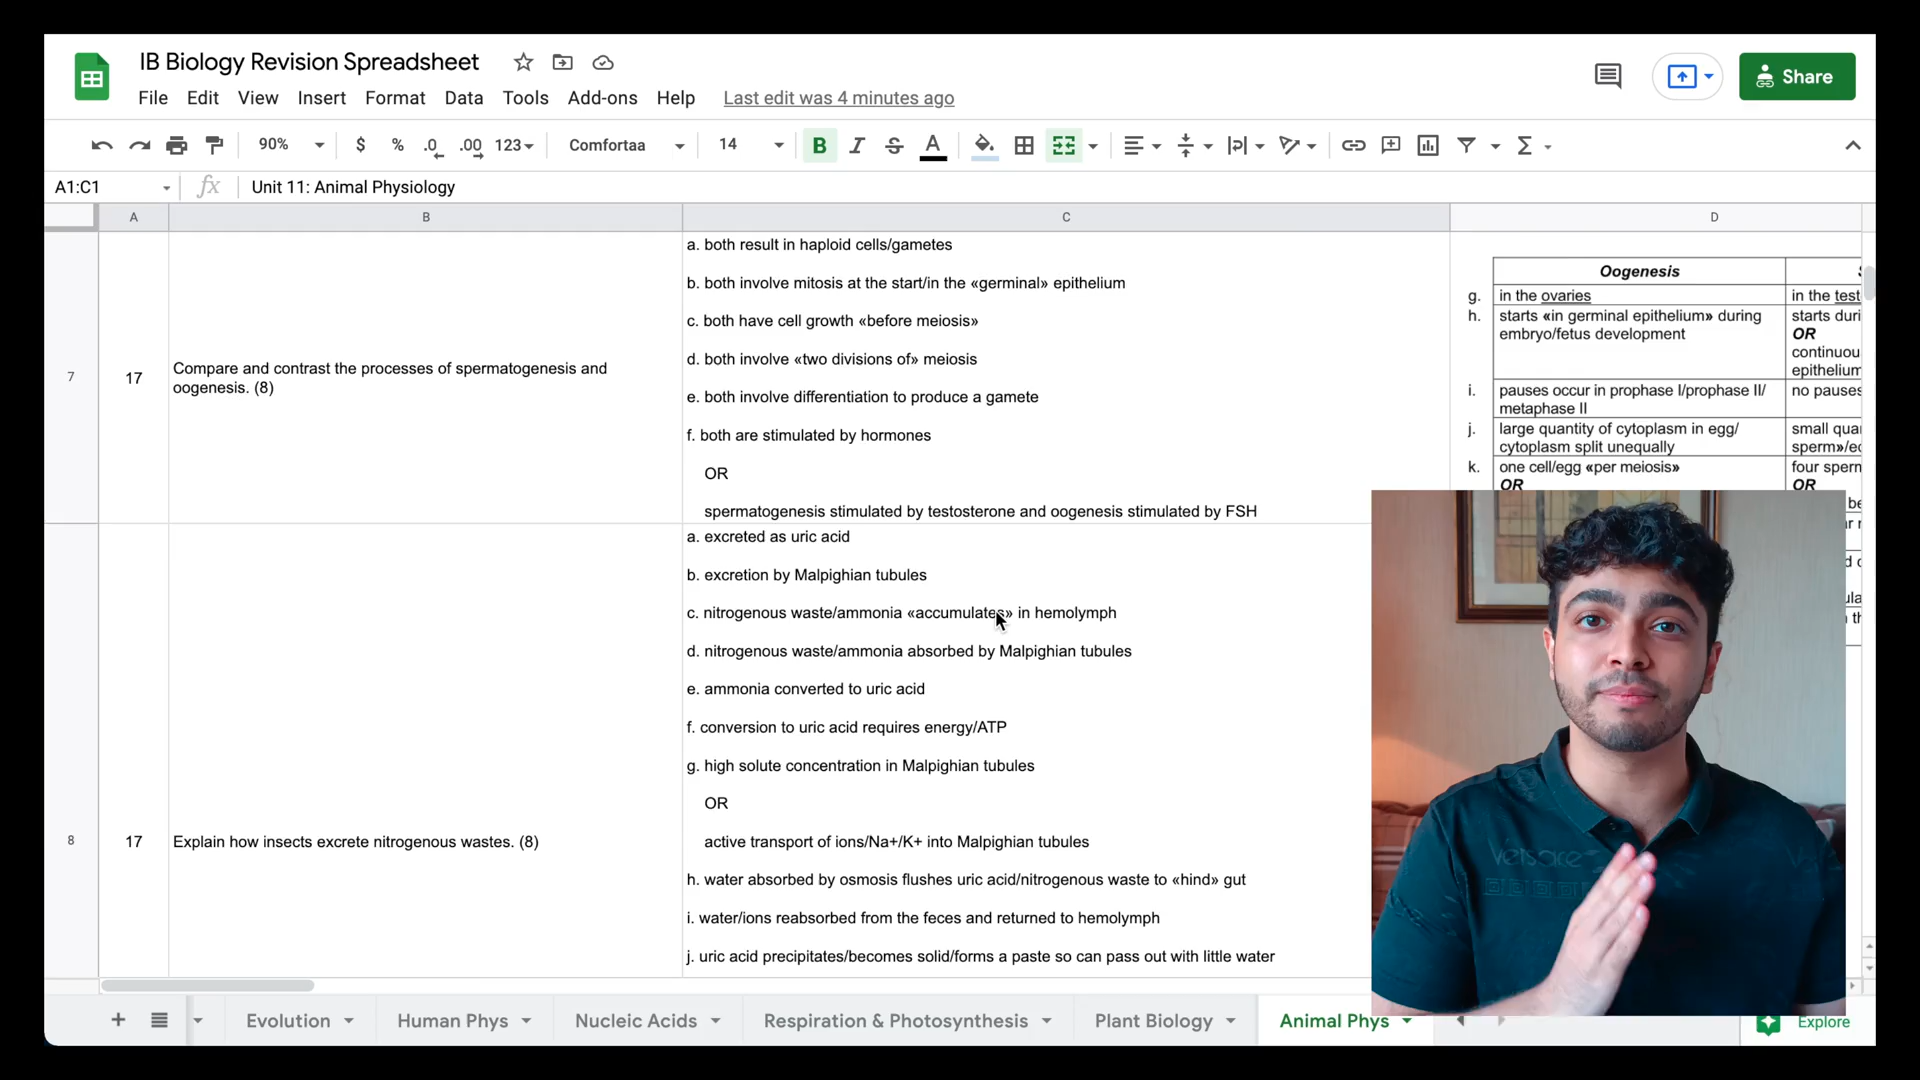 IB Biology Revision Spreadsheet
File Edit View Insert Format Data Tools Add-ons Help Last edit was 4 minutes ago
Share
90% $ % .0 .00 123 Comfortaa 14 B I S A Σ
A1:C1 fx Unit 11: Animal Physiology
A B C D
7 17 Compare and contrast the processes of spermatogenesis and
oogenesis. (8)
a. both result in haploid cells/gametes
b. both involve mitosis at the start/in the «germinal» epithelium
c. both have cell growth «before meiosis»
d. both involve «two divisions of» meiosis
e. both involve differentiation to produce a gamete
f. both are stimulated by hormones
OR
spermatogenesis stimulated by testosterone and oogenesis stimulated by FSH
Oogenesis
g. in the ovaries in the test
h. starts «in germinal epithelium» during
embryo/fetus development
starts duri
OR
continuou
epithelium
i. pauses occur in prophase I/prophase II/
metaphase II
no pauses
j. large quantity of cytoplasm in egg/
cytoplasm split unequally
small qua
sperm»/e
k. one cell/egg «per meiosis»
OR
four sperm
OR
8 17 Explain how insects excrete nitrogenous wastes. (8)
a. excreted as uric acid
b. excretion by Malpighian tubules
c. nitrogenous waste/ammonia «accumulates» in hemolymph
d. nitrogenous waste/ammonia absorbed by Malpighian tubules
e. ammonia converted to uric acid
f. conversion to uric acid requires energy/ATP
g. high solute concentration in Malpighian tubules
OR
active transport of ions/Na+/K+ into Malpighian tubules
h. water absorbed by osmosis flushes uric acid/nitrogenous waste to «hind» gut
i. water/ions reabsorbed from the feces and returned to hemolymph
j. uric acid precipitates/becomes solid/forms a paste so can pass out with little water
Versace
Evolution Human Phys Nucleic Acids Respiration & Photosynthesis Plant Biology Animal Phys Explore